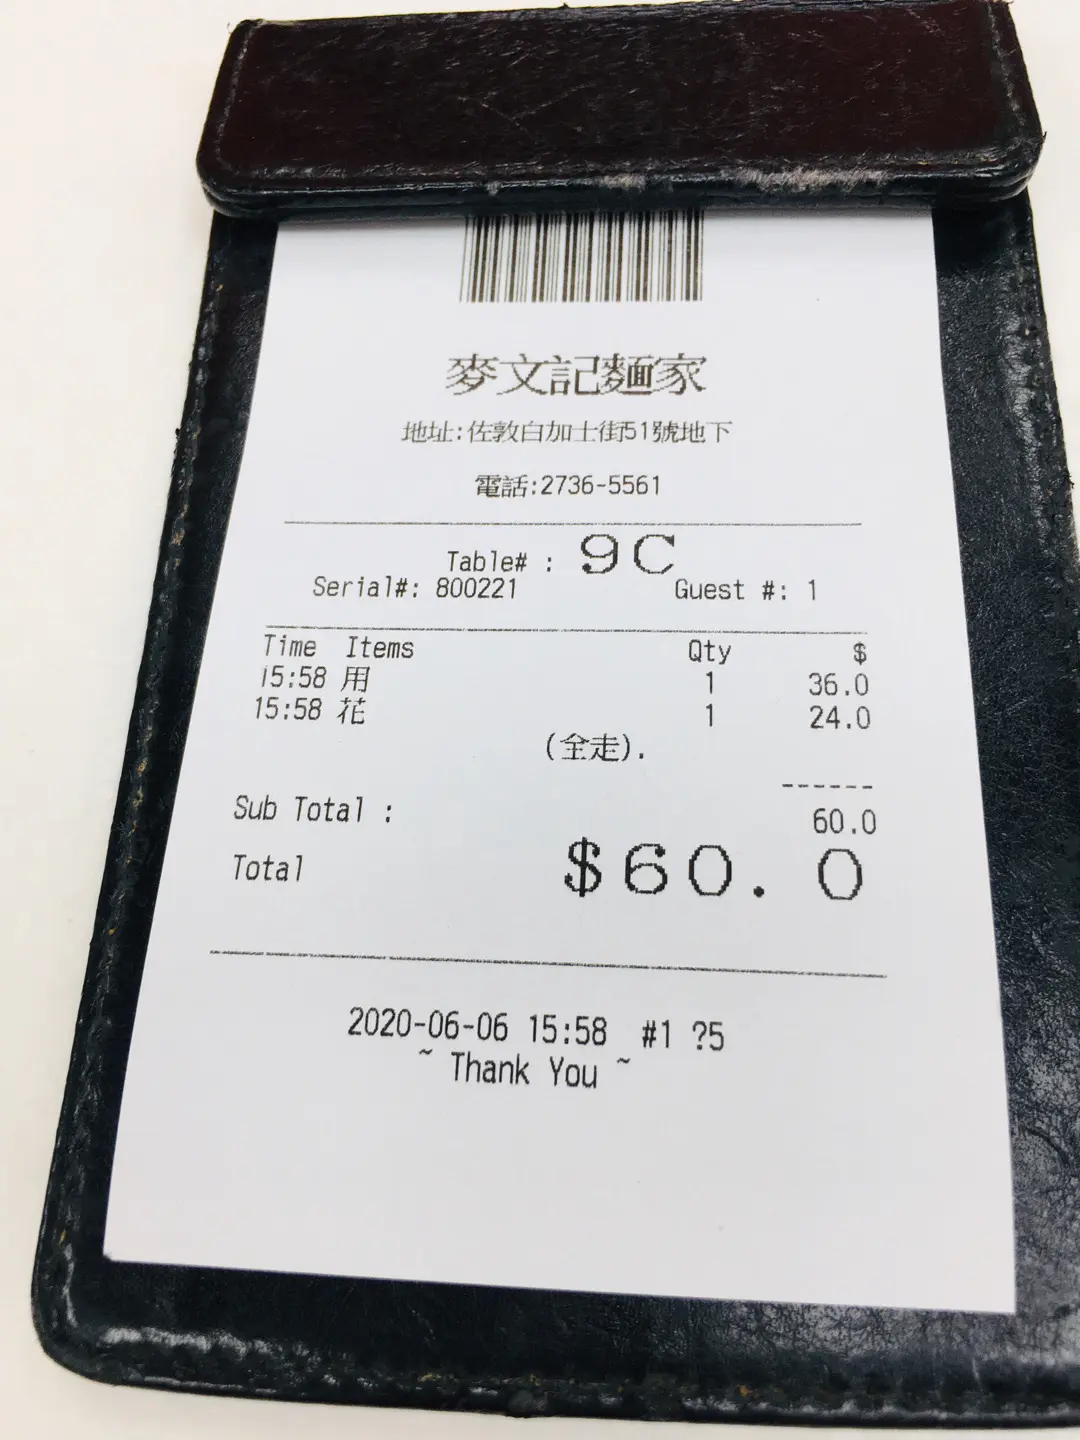 麥文記麵家
地址:佐敦白加士街51號地下
電話:2736-5561
Table# : 9C
Serial#: 800221 Guest #: 1
Time Items Qty $
15:58 用 1 36.0
15:58 花 1 24.0
(全走).
------
Sub Total : 60.0
Total $60.0
2020-06-06 15:58 #1 ?5
~ Thank You ~